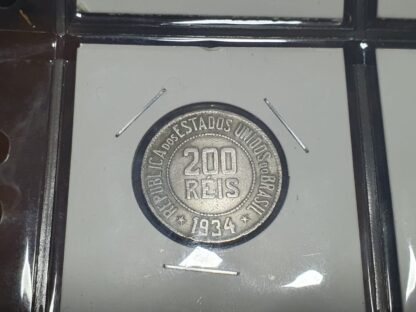 REPUBLICA DOS ESTADOS UNIDOS DO BRASIL
200
REIS
* 1934 *